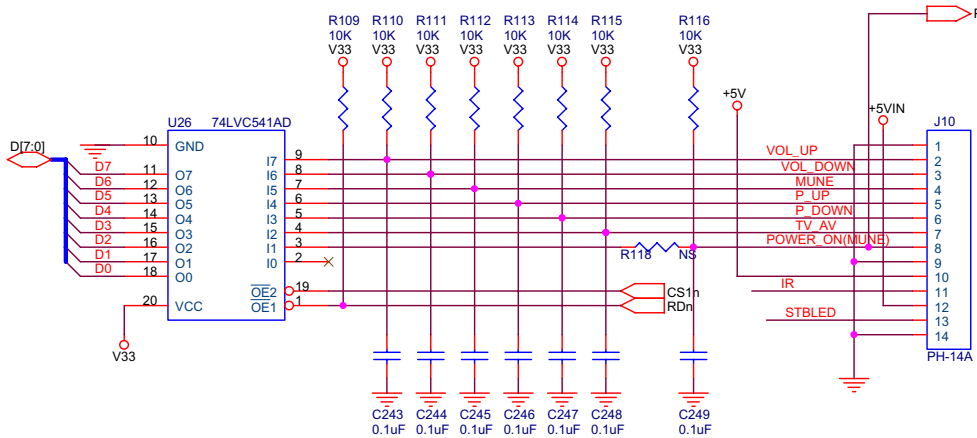 R109 R110 R111 R112 R113 R114 R115 R116
10K 10K 10K 10K 10K 10K 10K 10K
V33 V33 V33 V33 V33 V33 V33 V33
+5V
+5VIN
U26 74LVC541AD
J10
D[7:0]
10 GND
D7 11 O7 I7 9 VOL_UP
D6 12 O6 I6 8 VOL_DOWN
D5 13 O5 I5 7 MUNE
D4 14 O4 I4 6 P_UP
D3 15 O3 I3 5 P_DOWN
D2 16 O2 I2 4 TV_AV
D1 17 O1 I1 3 POWER_ON(MUNE)
D0 18 O0 I0 2
R118 NS
OE2 19 CS1n
20 VCC OE1 1 RDn
V33
IR
STBLED
1
2
3
4
5
6
7
8
9
10
11
12
13
14
PH-14A
C243 C244 C245 C246 C247 C248 C249
0.1uF 0.1uF 0.1uF 0.1uF 0.1uF 0.1uF 0.1uF